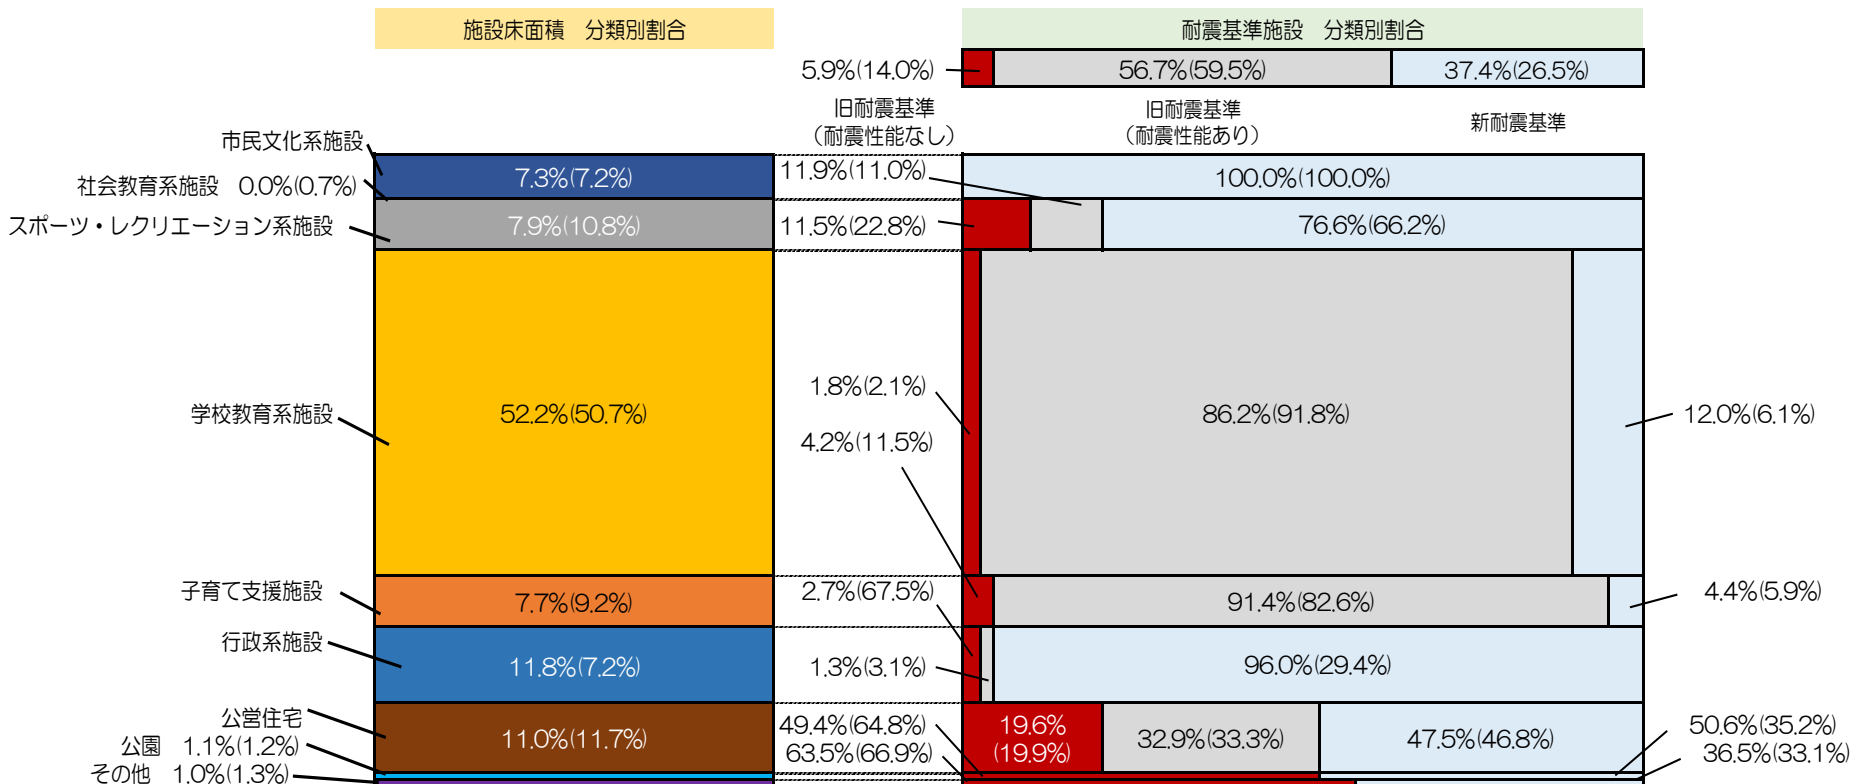 施設床面積　分類別割合
耐震基準施設　分類別割合
5.9%(14.0%)
56.7%(59.5%)
37.4%(26.5%)
旧耐震基準
（耐震性能なし）
旧耐震基準
（耐震性能あり）
新耐震基準
市民文化系施設
7.3%(7.2%)
11.9%(11.0%)
100.0%(100.0%)
社会教育系施設　0.0%(0.7%)
スポーツ・レクリエーション系施設
7.9%(10.8%)
11.5%(22.8%)
76.6%(66.2%)
学校教育系施設
52.2%(50.7%)
1.8%(2.1%)
86.2%(91.8%)
12.0%(6.1%)
4.2%(11.5%)
子育て支援施設
7.7%(9.2%)
2.7%(67.5%)
91.4%(82.6%)
4.4%(5.9%)
行政系施設
11.8%(7.2%)
1.3%(3.1%)
96.0%(29.4%)
公営住宅
11.0%(11.7%)
49.4%(64.8%)
19.6%
(19.9%)
32.9%(33.3%)
47.5%(46.8%)
50.6%(35.2%)
公園　1.1%(1.2%)
63.5%(66.9%)
36.5%(33.1%)
その他　1.0%(1.3%)